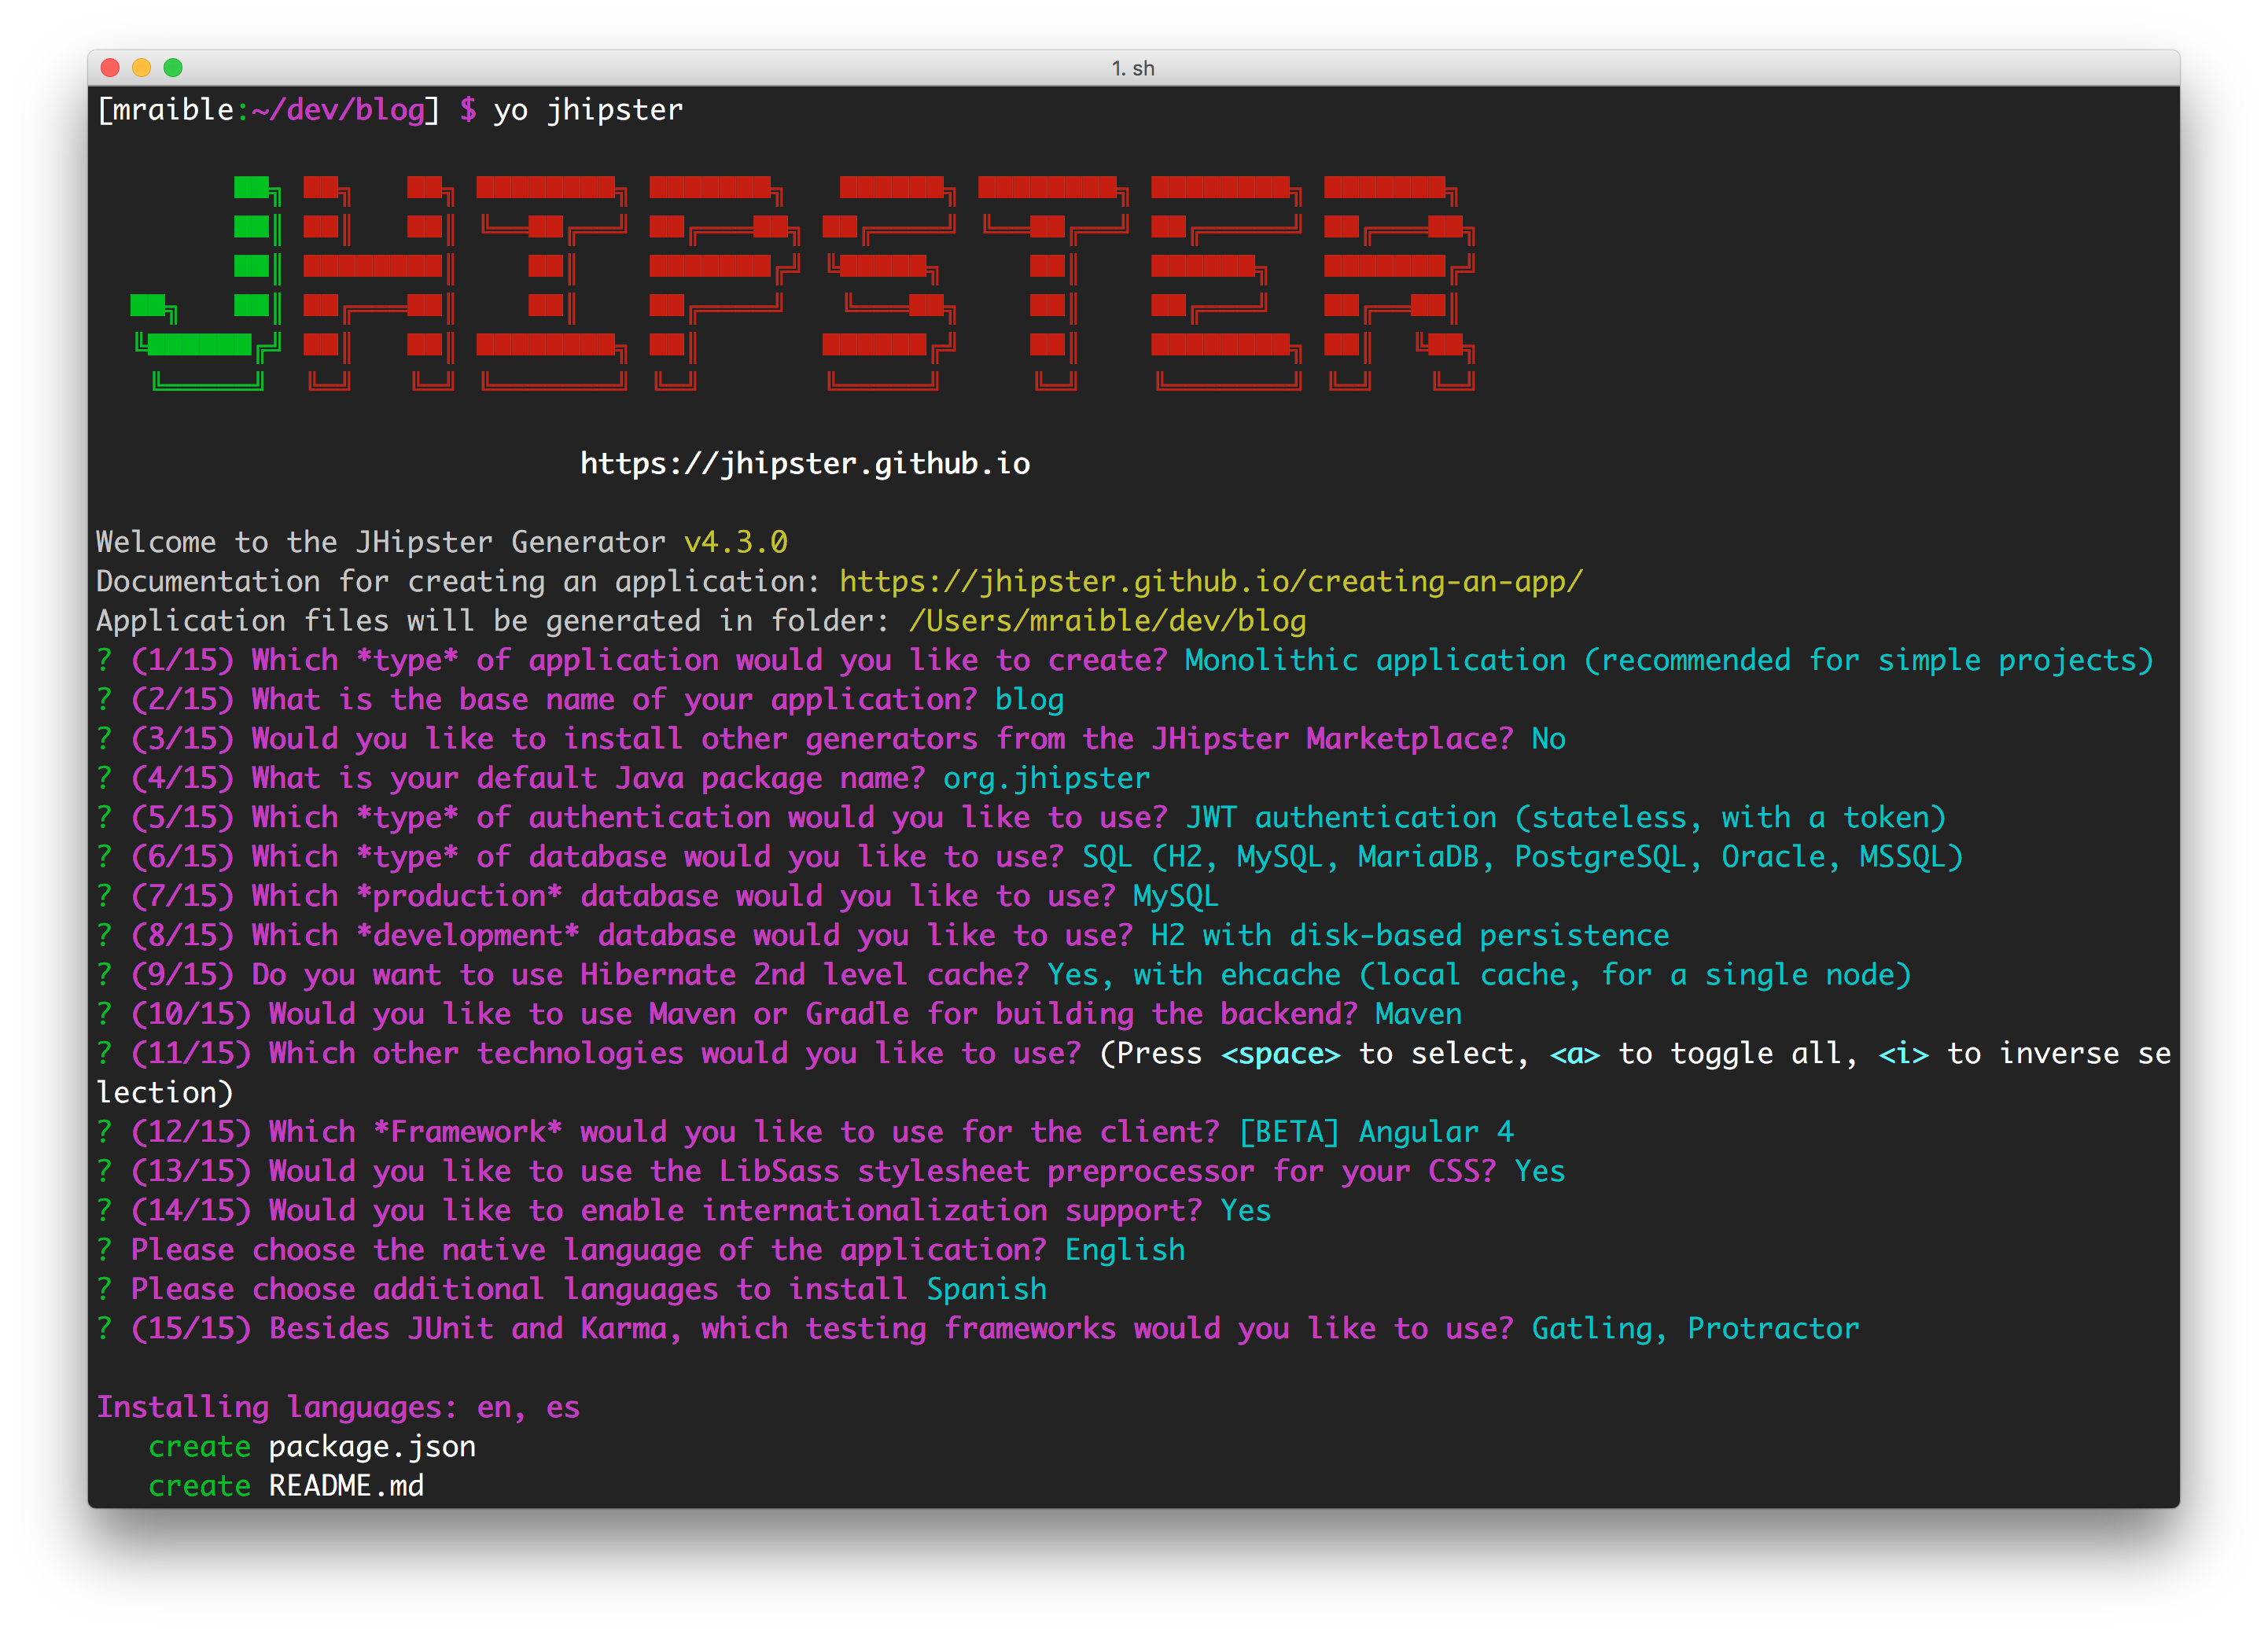 1. sh
[mraible:~/dev/blog] $ yo jhipster
JHIPSTER
https://jhipster.github.io
Welcome to the JHipster Generator v4.3.0
Documentation for creating an application: https://jhipster.github.io/creating-an-app/
Application files will be generated in folder: /Users/mraible/dev/blog
? (1/15) Which *type* of application would you like to create? Monolithic application (recommended for simple projects)
? (2/15) What is the base name of your application? blog
? (3/15) Would you like to install other generators from the JHipster Marketplace? No
? (4/15) What is your default Java package name? org.jhipster
? (5/15) Which *type* of authentication would you like to use? JWT authentication (stateless, with a token)
? (6/15) Which *type* of database would you like to use? SQL (H2, MySQL, MariaDB, PostgreSQL, Oracle, MSSQL)
? (7/15) Which *production* database would you like to use? MySQL
? (8/15) Which *development* database would you like to use? H2 with disk-based persistence
? (9/15) Do you want to use Hibernate 2nd level cache? Yes, with ehcache (local cache, for a single node)
? (10/15) Would you like to use Maven or Gradle for building the backend? Maven
? (11/15) Which other technologies would you like to use? (Press <space> to select, <a> to toggle all, <i> to inverse se
lection)
? (12/15) Which *Framework* would you like to use for the client? [BETA] Angular 4
? (13/15) Would you like to use the LibSass stylesheet preprocessor for your CSS? Yes
? (14/15) Would you like to enable internationalization support? Yes
? Please choose the native language of the application? English
? Please choose additional languages to install Spanish
? (15/15) Besides JUnit and Karma, which testing frameworks would you like to use? Gatling, Protractor
Installing languages: en, es
create package.json
create README.md